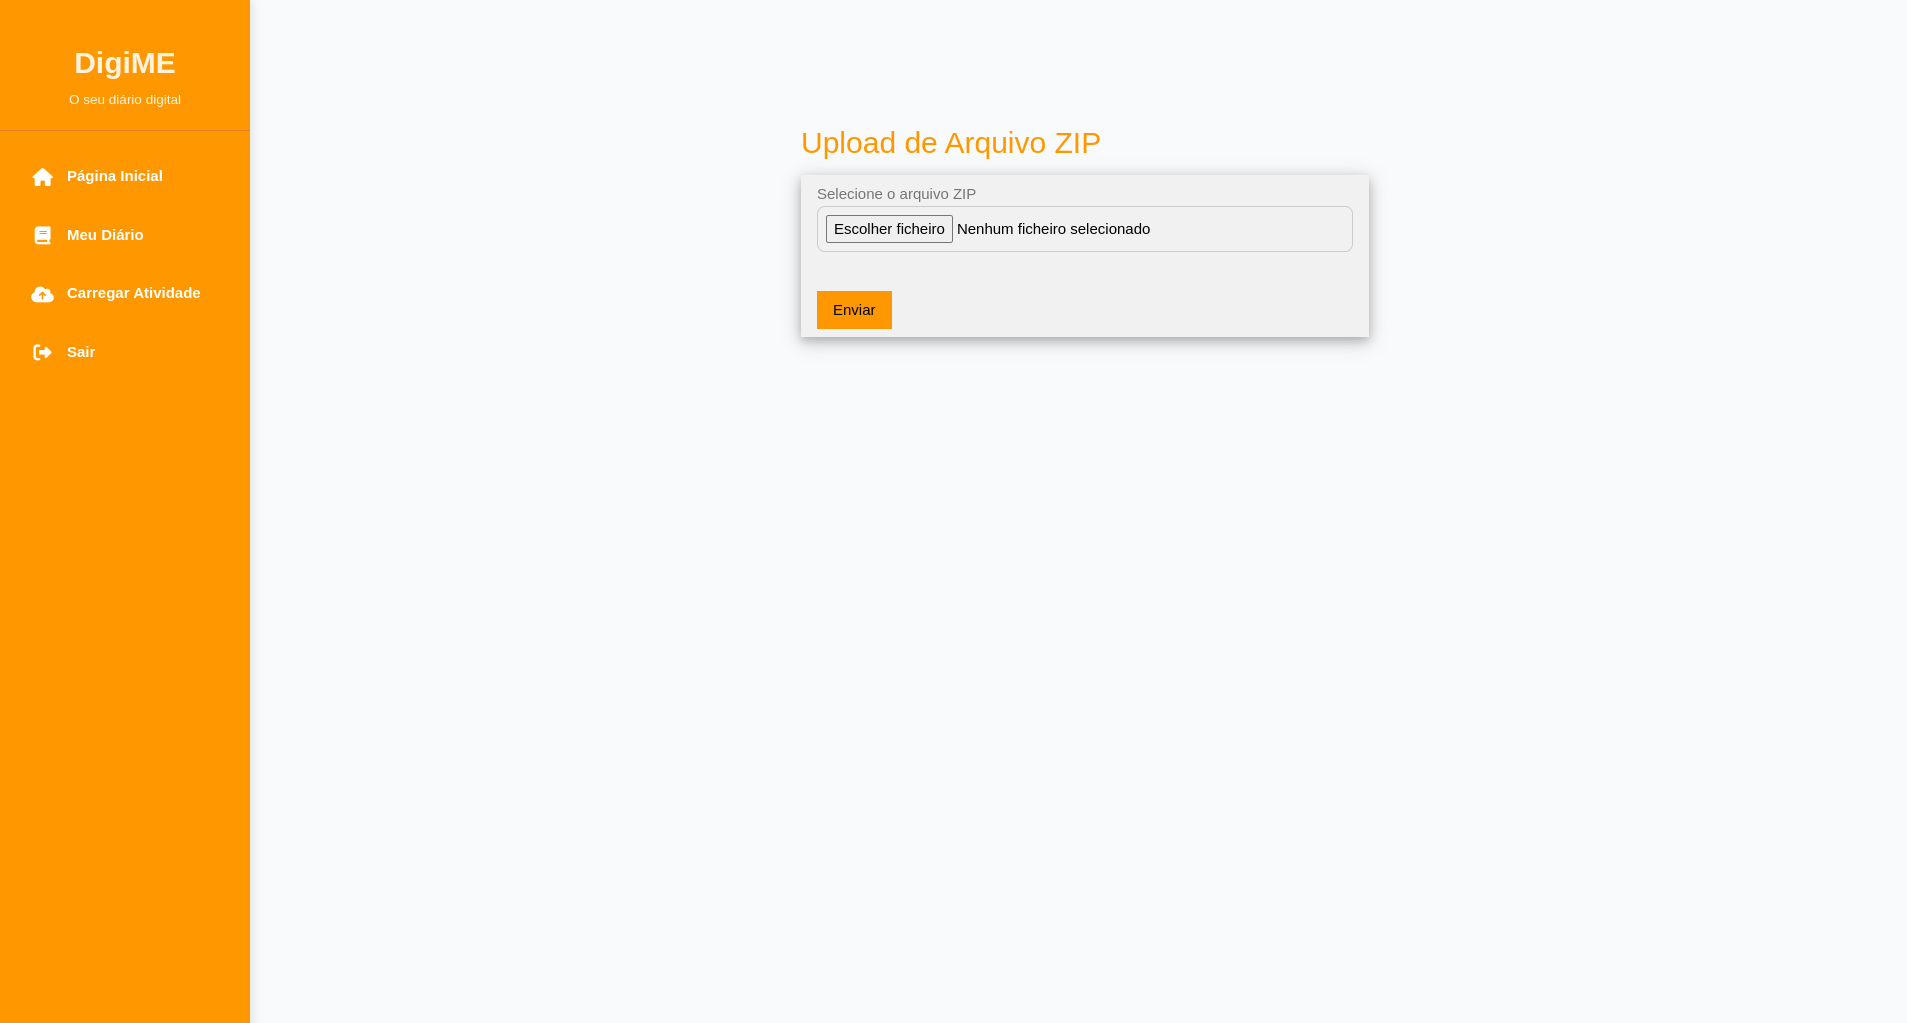 DigiME
O seu diário digital
Página Inicial
Meu Diário
Carregar Atividade
Sair
Upload de Arquivo ZIP
Selecione o arquivo ZIP
Escolher ficheiro Nenhum ficheiro selecionado
Enviar